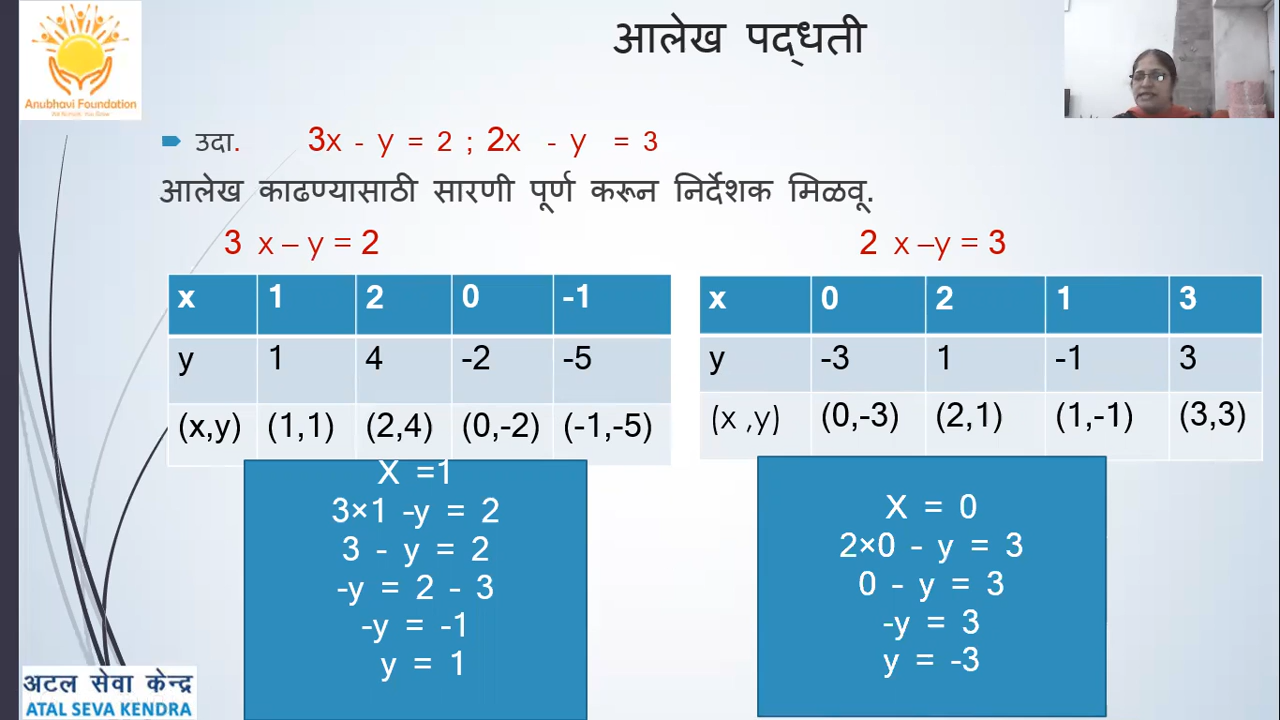 आलेख पद्धती
Anubhavi Foundation
उदा. 3x - y = 2 ; 2x - y = 3
आलेख काढण्यासाठी सारणी पूर्ण करून निर्देशक मिळवू.
3 x – y = 2
x 1 2 0 -1
y 1 4 -2 -5
(x,y) (1,1) (2,4) (0,-2) (-1,-5)
X =1
3×1 -y = 2
3 - y = 2
-y = 2 - 3
-y = -1
y = 1
2 x –y = 3
x 0 2 1 3
y -3 1 -1 3
(x ,y) (0,-3) (2,1) (1,-1) (3,3)
X = 0
2×0 - y = 3
0 - y = 3
-y = 3
y = -3
अटल सेवा केन्द्र
ATAL SEVA KENDRA